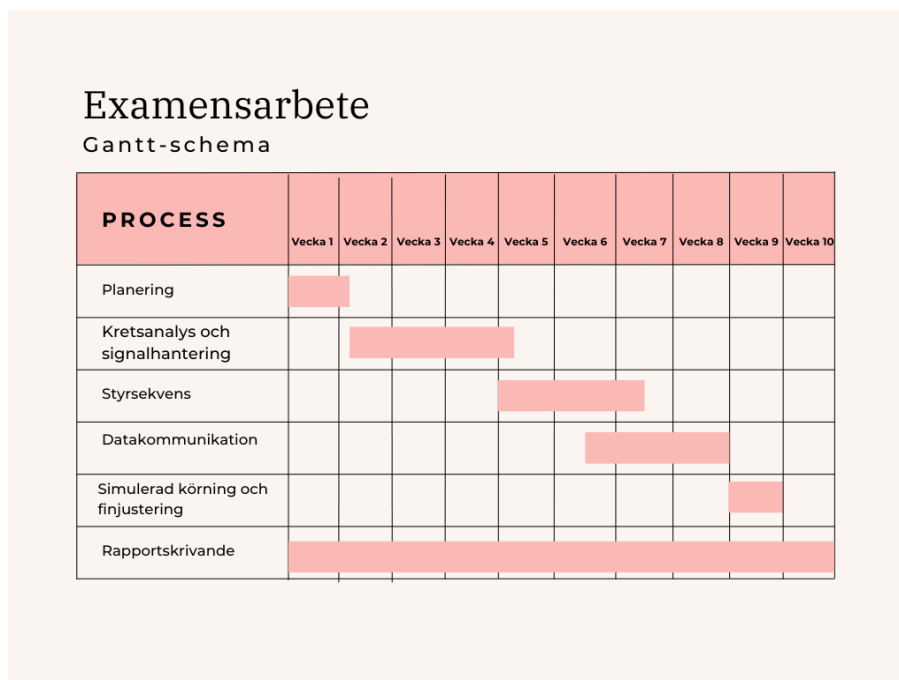 Examensarbete
Gantt-schema
PROCESS
Vecka 1 Vecka 2 Vecka 3 Vecka 4 Vecka 5 Vecka 6 Vecka 7 Vecka 8 Vecka 9 Vecka 10
Planering
Kretsanalys och
signalhantering
Styrsekvens
Datakommunikation
Simulerad körning och
finjustering
Rapportskrivande